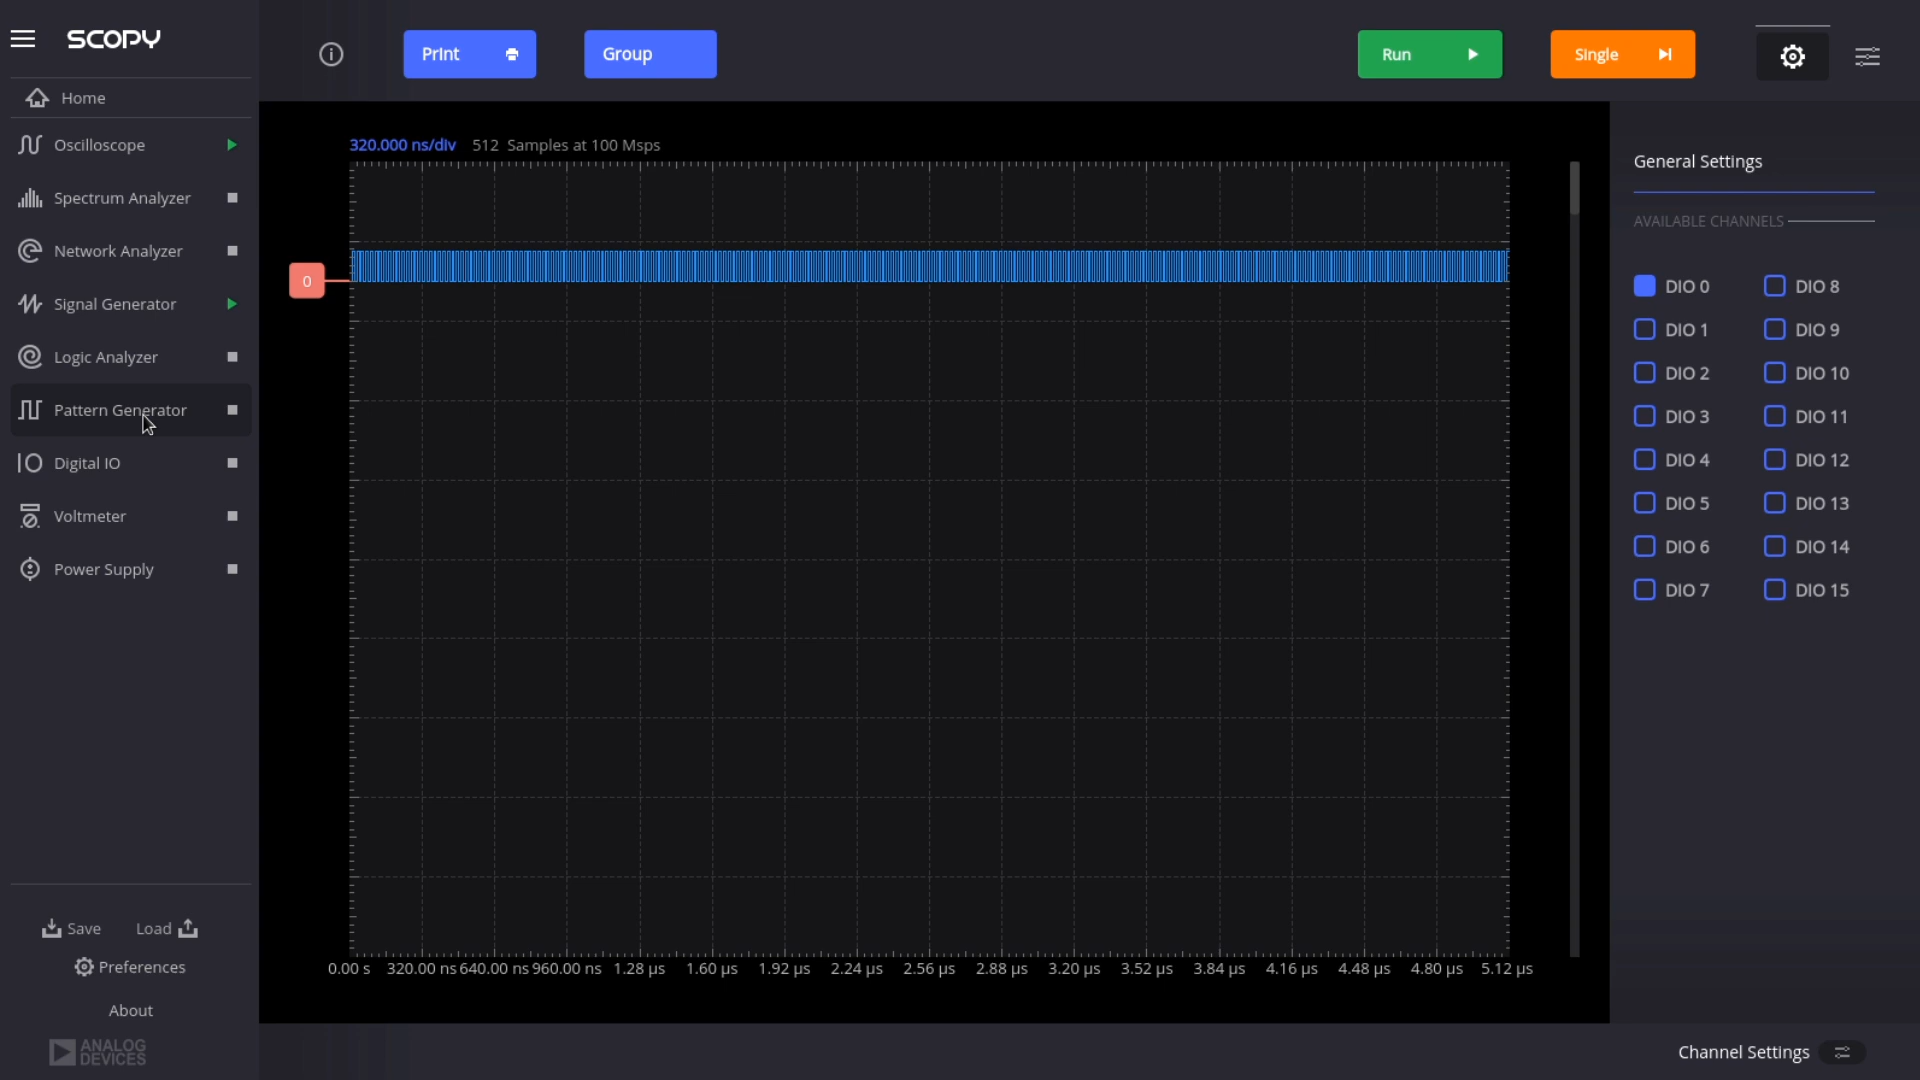 SCOPY
Print
Group
Run
Single
Home
Oscilloscope
Spectrum Analyzer
Network Analyzer
Signal Generator
Logic Analyzer
Pattern Generator
Digital IO
Voltmeter
Power Supply
Save
Load
Preferences
About
ANALOG
DEVICES
320.000 ns/div 512 Samples at 100 Msps
0
0.00 s 320.00 ns 640.00 ns 960.00 ns 1.28 µs 1.60 µs 1.92 µs 2.24 µs 2.56 µs 2.88 µs 3.20 µs 3.52 µs 3.84 µs 4.16 µs 4.48 µs 4.80 µs 5.12 µs
General Settings
AVAILABLE CHANNELS
DIO 0 DIO 8
DIO 1 DIO 9
DIO 2 DIO 10
DIO 3 DIO 11
DIO 4 DIO 12
DIO 5 DIO 13
DIO 6 DIO 14
DIO 7 DIO 15
Channel Settings